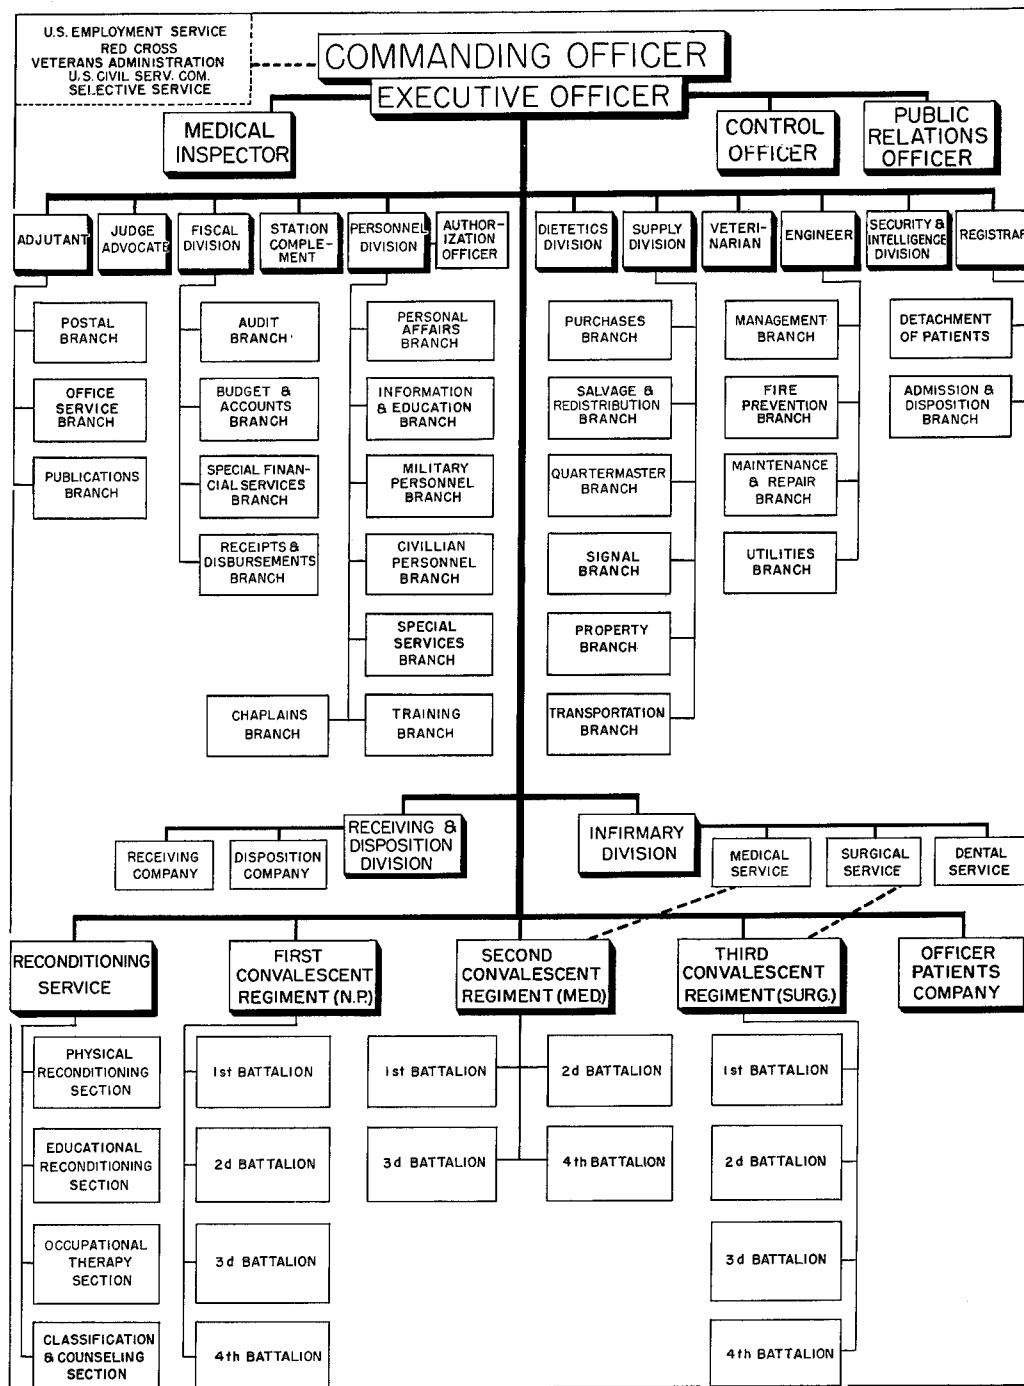 U.S. EMPLOYMENT SERVICE
RED CROSS
VETERANS ADMINISTRATION
U.S. CIVIL SERV. COM.
SELECTIVE SERVICE
COMMANDING OFFICER
EXECUTIVE OFFICER
MEDICAL
INSPECTOR
CONTROL
OFFICER
PUBLIC
RELATIONS
OFFICER
ADJUTANT
JUDGE
ADVOCATE
FISCAL
DIVISION
STATION
COMPLE-
MENT
PERSONNEL
DIVISION
AUTHOR-
IZATION
OFFICER
DIETETICS
DIVISION
SUPPLY
DIVISION
VETERI-
NARIAN
ENGINEER
SECURITY &
INTELLIGENCE
DIVISION
REGISTRAR
POSTAL
BRANCH
OFFICE
SERVICE
BRANCH
PUBLICATIONS
BRANCH
AUDIT
BRANCH
BUDGET &
ACCOUNTS
BRANCH
SPECIAL FINAN-
CIAL SERVICES
BRANCH
RECEIPTS &
DISBURSEMENTS
BRANCH
PERSONAL
AFFAIRS
BRANCH
INFORMATION
& EDUCATION
BRANCH
MILITARY
PERSONNEL
BRANCH
CIVILLIAN
PERSONNEL
BRANCH
SPECIAL
SERVICES
BRANCH
CHAPLAINS
BRANCH
TRAINING
BRANCH
PURCHASES
BRANCH
SALVAGE &
REDISTRIBUTION
BRANCH
QUARTERMASTER
BRANCH
SIGNAL
BRANCH
PROPERTY
BRANCH
TRANSPORTATION
BRANCH
MANAGEMENT
BRANCH
FIRE
PREVENTION
BRANCH
MAINTENANCE
& REPAIR
BRANCH
UTILITIES
BRANCH
DETACHMENT
OF PATIENTS
ADMISSION &
DISPOSITION
BRANCH
RECEIVING &
DISPOSITION
DIVISION
INFIRMARY
DIVISION
RECEIVING
COMPANY
DISPOSITION
COMPANY
MEDICAL
SERVICE
SURGICAL
SERVICE
DENTAL
SERVICE
RECONDITIONING
SERVICE
FIRST
CONVALESCENT
REGIMENT (N.P.)
SECOND
CONVALESCENT
REGIMENT (MED.)
THIRD
CONVALESCENT
REGIMENT (SURG.)
OFFICER
PATIENTS
COMPANY
PHYSICAL
RECONDITIONING
SECTION
EDUCATIONAL
RECONDITIONING
SECTION
OCCUPATIONAL
THERAPY
SECTION
CLASSIFICATION
& COUNSELING
SECTION
1st BATTALION
2d BATTALION
3d BATTALION
4th BATTALION
1st BATTALION
2d BATTALION
3d BATTALION
4th BATTALION
1st BATTALION
2d BATTALION
3d BATTALION
4th BATTALION